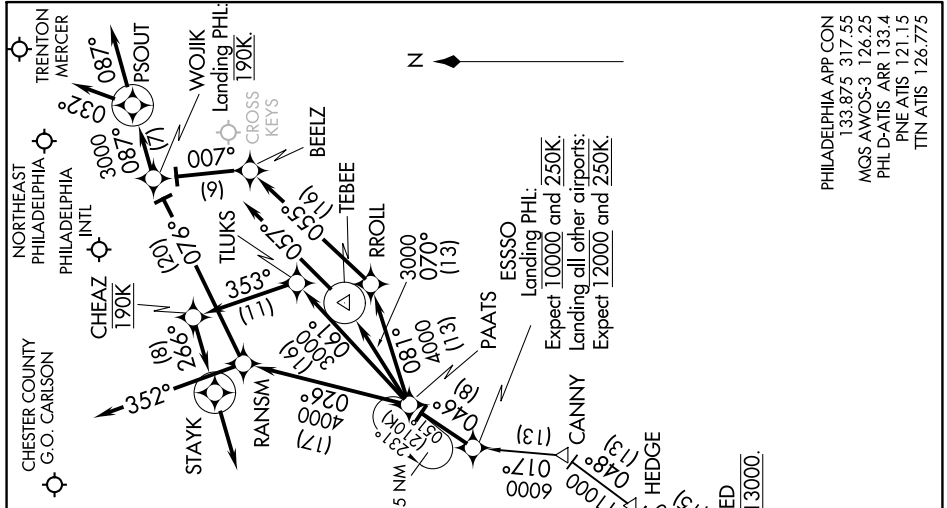 TRENTON
MERCER
NORTHEAST
PHILADELPHIA
PHILADELPHIA
INTL
CHESTER COUNTY
G.O. CARLSON
032°
087°
PSOUT
3000
087°
(7)
WOJIK
Landing PHL:
190K.
CROSS
KEYS
007°
(9)
BEELZ
076°
(20)
CHEAZ
190K
266°
(8)
353°
(11)
TLUKS
057°
055°
(16)
TEBEE
RROLL
3000
070°
(13)
352°
STAYK
RANSM
061°
3000
(16)
081°
4000
(13)
026°
4000
(17)
PAATS
231°
051°
(210K)
5 NM
046°
(8)
ESSSO
Landing PHL:
Expect 10000 and 250K.
Landing all other airports:
Expect 12000 and 250K.
N
017°
6000
(13)
CANNY
048°
11000
(13)
HEDGE
ED
13000.
PHILADELPHIA APP CON
133.875 317.55
MQS AWOS-3 126.25
PHL D-ATIS ARR 133.4
PNE ATIS 121.15
TTN ATIS 126.775